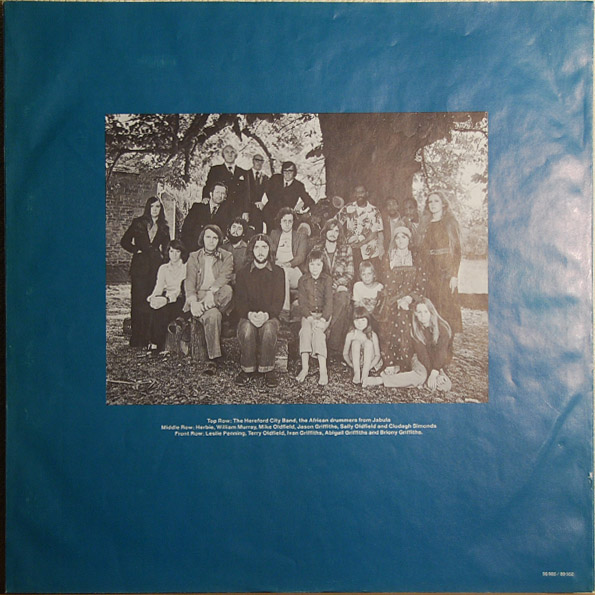 Top Row: The Hereford City Band, the African drummers from Jabula
Middle Row: Herbie, William Murray, Mike Oldfield, Jason Griffiths, Sally Oldfield and Clodagh Simonds
Front Row: Leslie Penning, Terry Oldfield, Ivan Griffiths, Abigail Griffiths and Briony Griffiths.